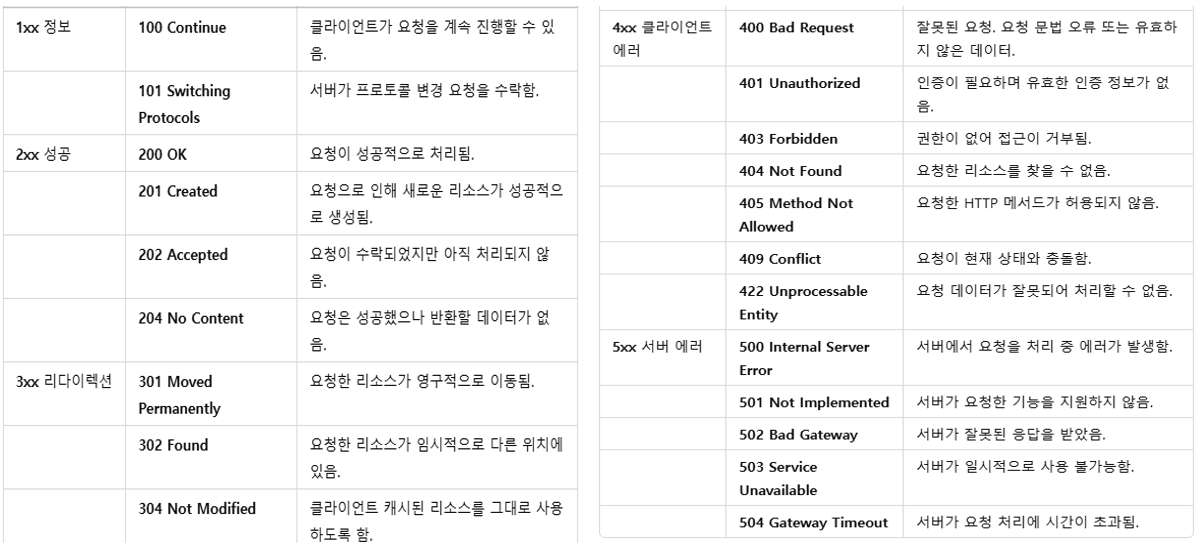 1xx 정보 100 Continue 클라이언트가 요청을 계속 진행할 수 있
음.
101 Switching 서버가 프로토콜 변경 요청을 수락함.
Protocols
2xx 성공 200 OK 요청이 성공적으로 처리됨.
201 Created 요청으로 인해 새로운 리소스가 성공적으
로 생성됨.
202 Accepted 요청이 수락되었지만 아직 처리되지 않
음.
204 No Content 요청은 성공했으나 반환할 데이터가 없
음.
3xx 리다이렉션 301 Moved 요청한 리소스가 영구적으로 이동됨.
Permanently
302 Found 요청한 리소스가 임시적으로 다른 위치에
있음.
304 Not Modified 클라이언트 캐시된 리소스를 그대로 사용
하도록 함.
4xx 클라이언트 400 Bad Request 잘못된 요청. 요청 문법 오류 또는 유효하
에러 지 않은 데이터.
401 Unauthorized 인증이 필요하며 유효한 인증 정보가 없
음.
403 Forbidden 권한이 없어 접근이 거부됨.
404 Not Found 요청한 리소스를 찾을 수 없음.
405 Method Not 요청한 HTTP 메서드가 허용되지 않음.
Allowed
409 Conflict 요청이 현재 상태와 충돌함.
422 Unprocessable 요청 데이터가 잘못되어 처리할 수 없음.
Entity
5xx 서버 에러 500 Internal Server 서버에서 요청을 처리 중 에러가 발생함.
Error
501 Not Implemented 서버가 요청한 기능을 지원하지 않음.
502 Bad Gateway 서버가 잘못된 응답을 받았음.
503 Service 서버가 일시적으로 사용 불가능함.
Unavailable
504 Gateway Timeout 서버가 요청 처리에 시간이 초과됨.